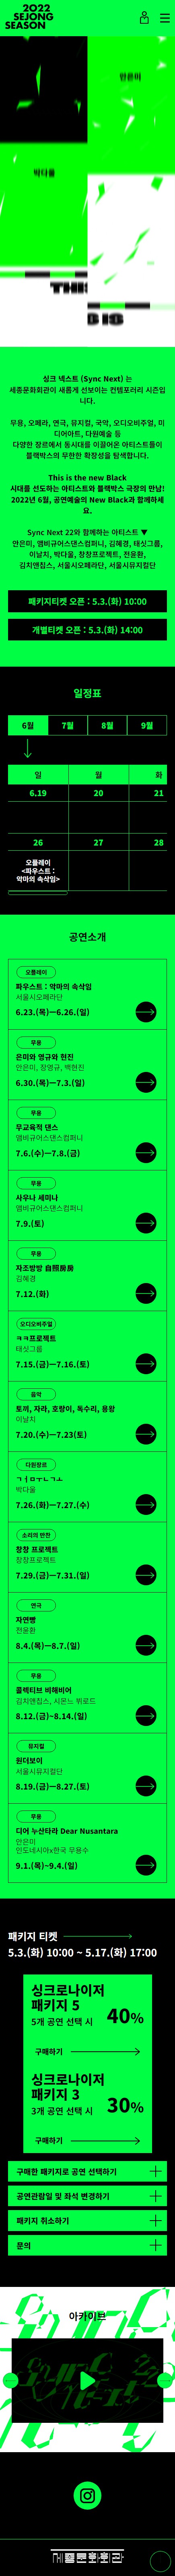 2022
SEJONG
SEASON
안은미
박다울
싱크 넥스트 (Sync Next) 는
세종문화회관이 새롭게 선보이는 컨템포러리 시즌입
니다.
무용, 오페라, 연극, 뮤지컬, 국악, 오디오비주얼, 미
디어아트, 다원예술 등
다양한 장르에서 동시대를 이끌어온 아티스트들이
블랙박스의 무한한 확장성을 탐색합니다.
This is the new Black
시대를 선도하는 아티스트와 블랙박스 극장의 만남!
2022년 6월, 공연예술의 New Black과 함께하세
요.
Sync Next 22와 함께하는 아티스트 ▼
안은미, 앰비규어스댄스컴퍼니, 김혜경, 태싯그룹,
이날치, 박다울, 창창프로젝트, 전윤환,
김치앤칩스, 서울시오페라단, 서울시뮤지컬단
패키지티켓 오픈 : 5.3.(화) 10:00
개별티켓 오픈 : 5.3.(화) 14:00
일정표
6월 7월 8월 9월
일 월 화
6.19 20 21
26 27 28
오플레이
<파우스트 :
악마의 속삭임>
공연소개
오플레이
파우스트 : 악마의 속삭임
서울시오페라단
6.23.(목)—6.26.(일)
무용
은미와 영규와 현진
안은미, 장영규, 백현진
6.30.(목)—7.3.(일)
무용
무교육적 댄스
앰비규어스댄스컴퍼니
7.6.(수)—7.8.(금)
무용
사우나 세미나
앰비규어스댄스컴퍼니
7.9.(토)
무용
자조방방 自照房房
김혜경
7.12.(화)
오디오비주얼
ㅋㅋ프로젝트
태싯그룹
7.15.(금)—7.16.(토)
음악
토끼, 자라, 호랑이, 독수리, 용왕
이날치
7.20.(수)—7.23(토)
다원장르
박다울
7.26.(화)—7.27.(수)
소리의 만찬
창창 프로젝트
창창프로젝트
7.29.(금)—7.31.(일)
연극
자연빵
전윤환
8.4.(목)—8.7.(일)
무용
콜렉티브 비해비어
김치앤칩스, 시몬느 뷔로드
8.12.(금)~8.14.(일)
뮤지컬
원더보이
서울시뮤지컬단
8.19.(금)—8.27.(토)
무용
디어 누산타라 Dear Nusantara
안은미
인도네시아x한국 무용수
9.1.(목)~9.4.(일)
패키지 티켓
5.3.(화) 10:00 ~ 5.17.(화) 17:00
싱크로나이저
패키지 5
5개 공연 선택 시
40%
구매하기
싱크로나이저
패키지 3
3개 공연 선택 시
30%
구매하기
구매한 패키지로 공연 선택하기
공연관람일 및 좌석 변경하기
패키지 취소하기
문의
아카이브
세종문화회관